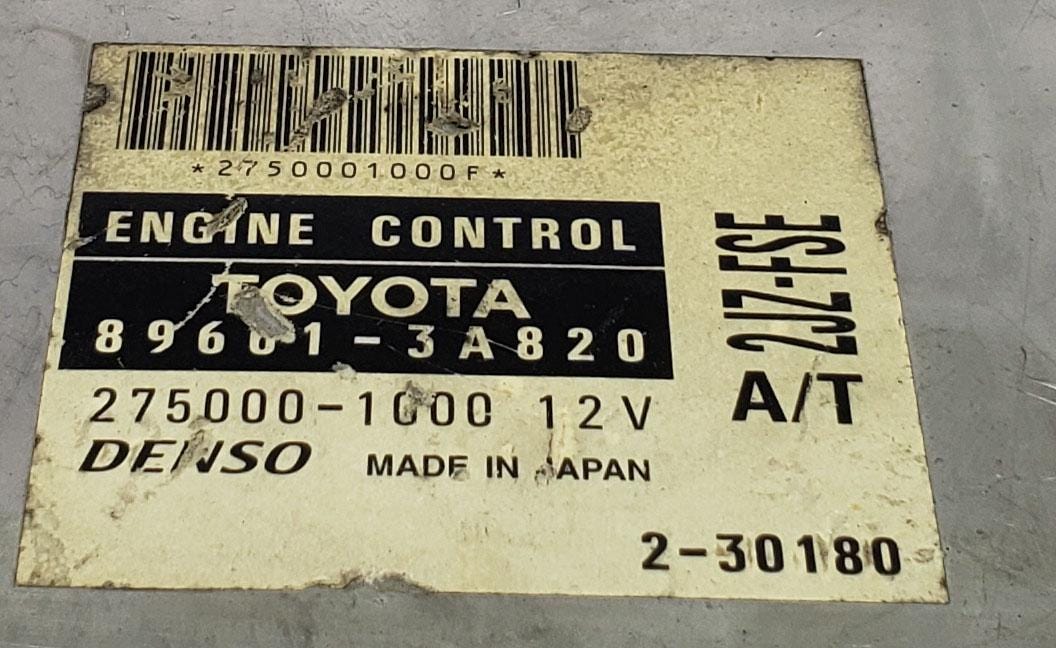 *2750001000F*
ENGINE CONTROL
TOYOTA
89661-3A820
275000-1000 12V
DENSO MADE IN JAPAN
2JZ-FSE
A/T
2-30180